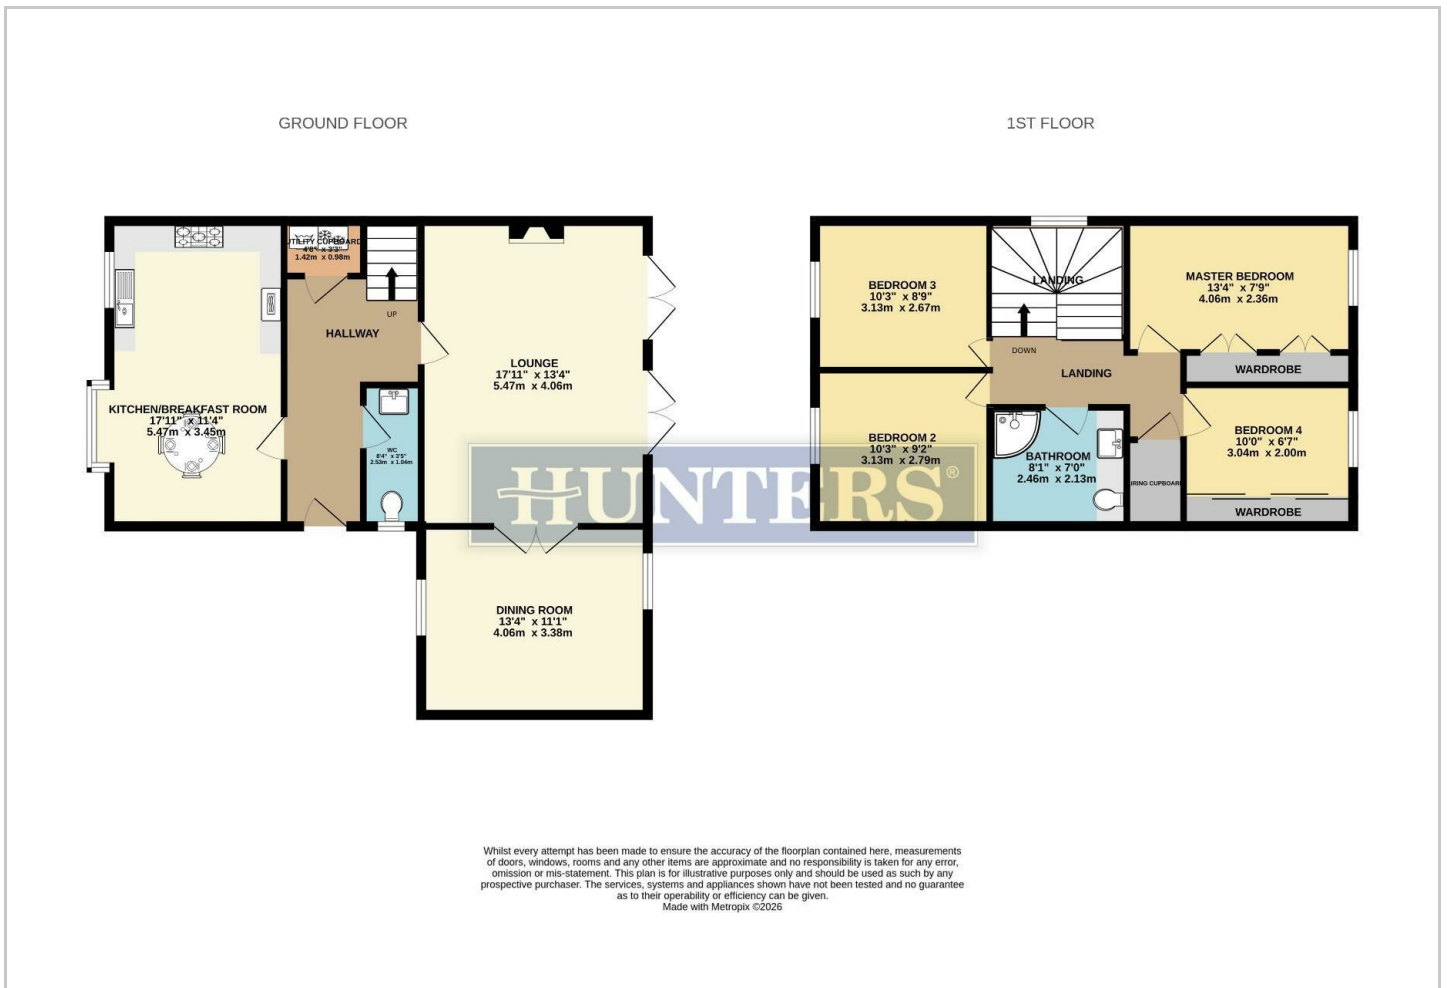 GROUND FLOOR
1ST FLOOR
UTILITY CUPBOARD
4'8" x 3'3"
1.42m x 0.98m
UP
HALLWAY
LOUNGE
17'11" x 13'4"
5.47m x 4.06m
KITCHEN/BREAKFAST ROOM
17'11" x 11'4"
5.47m x 3.45m
WC
8'4" x 3'5"
2.53m x 1.04m
DINING ROOM
13'4" x 11'1"
4.06m x 3.38m
BEDROOM 3
10'3" x 8'9"
3.13m x 2.67m
LANDING
MASTER BEDROOM
13'4" x 7'9"
4.06m x 2.36m
DOWN
LANDING
WARDROBE
BEDROOM 2
10'3" x 9'2"
3.13m x 2.79m
BATHROOM
8'1" x 7'0"
2.46m x 2.13m
BEDROOM 4
10'0" x 6'7"
3.04m x 2.00m
AIRING CUPBOARD
WARDROBE
HUNTERS®
Whilst every attempt has been made to ensure the accuracy of the floorplan contained here, measurements
of doors, windows, rooms and any other items are approximate and no responsibility is taken for any error,
omission or mis-statement. This plan is for illustrative purposes only and should be used as such by any
prospective purchaser. The services, systems and appliances shown have not been tested and no guarantee
as to their operability or efficiency can be given.
Made with Metropix ©2026